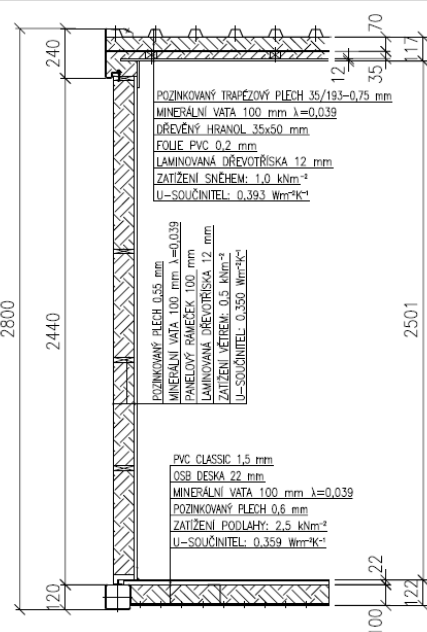 240
70
117
35
12
POZINKOVANÝ TRAPÉZOVÝ PLECH 35/193–0,75 mm
MINERÁLNÍ VATA 100 mm λ=0,039
DŘEVĚNÝ HRANOL 35x50 mm
FOLIE PVC 0,2 mm
LAMINOVANÁ DŘEVOTŘÍSKA 12 mm
ZATÍŽENÍ SNĚHEM: 1,0 kNm⁻²
U–SOUČINITEL: 0,393 Wm⁻²K⁻¹
2800
2440
POZINKOVANÝ PLECH 0,55 mm
MINERÁLNÍ VATA 100 mm λ=0,039
PANELOVÝ RÁMEČEK 100 mm
LAMINOVANÁ DŘEVOTŘÍSKA 12 mm
ZATÍŽENÍ VĚTREM: 0,5 kNm⁻²
U–SOUČINITEL: 0,350 Wm⁻²K⁻¹
2501
PVC CLASSIC 1,5 mm
OSB DESKA 22 mm
MINERÁLNÍ VATA 100 mm λ=0,039
POZINKOVANÝ PLECH 0,6 mm
ZATÍŽENÍ PODLAHY: 2,5 kNm⁻²
U–SOUČINITEL: 0,359 Wm⁻²K⁻¹
120
22
122
100